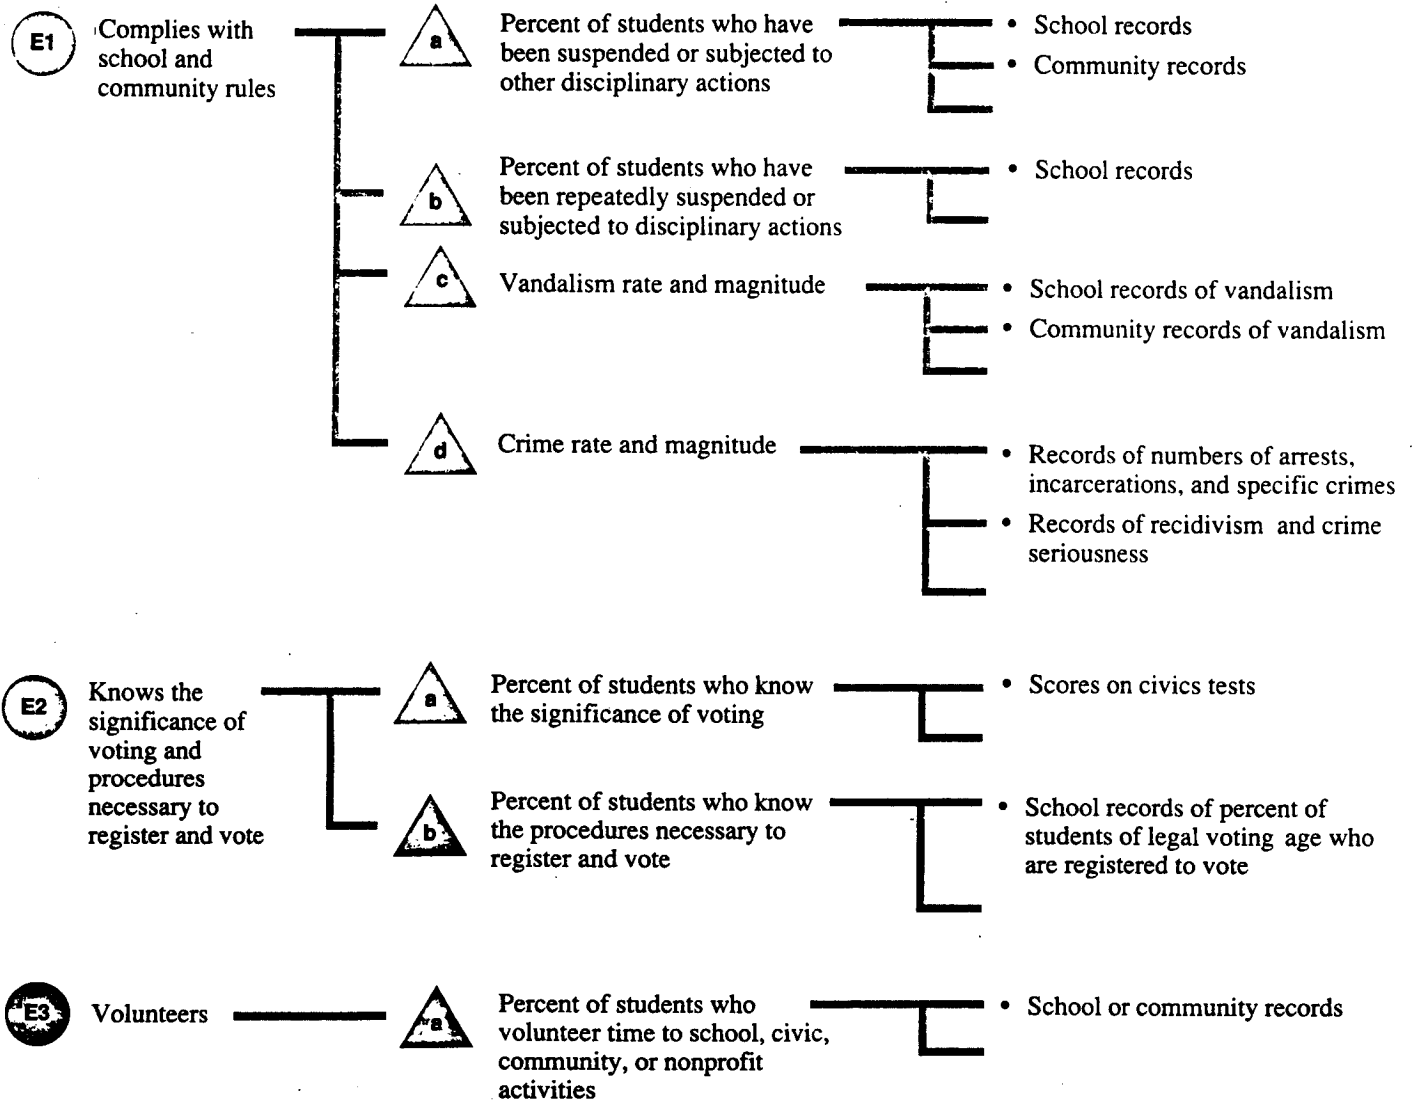 E1
Complies with
school and
community rules
a
Percent of students who have
been suspended or subjected to
other disciplinary actions
• School records
• Community records
b
Percent of students who have
been repeatedly suspended or
subjected to disciplinary actions
• School records
c
Vandalism rate and magnitude
• School records of vandalism
• Community records of vandalism
d
Crime rate and magnitude
• Records of numbers of arrests,
incarcerations, and specific crimes
• Records of recidivism and crime
seriousness
E2
Knows the
significance of
voting and
procedures
necessary to
register and vote
a
Percent of students who know
the significance of voting
• Scores on civics tests
b
Percent of students who know
the procedures necessary to
register and vote
• School records of percent of
students of legal voting age who
are registered to vote
E3
Volunteers
a
Percent of students who
volunteer time to school, civic,
community, or nonprofit
activities
• School or community records